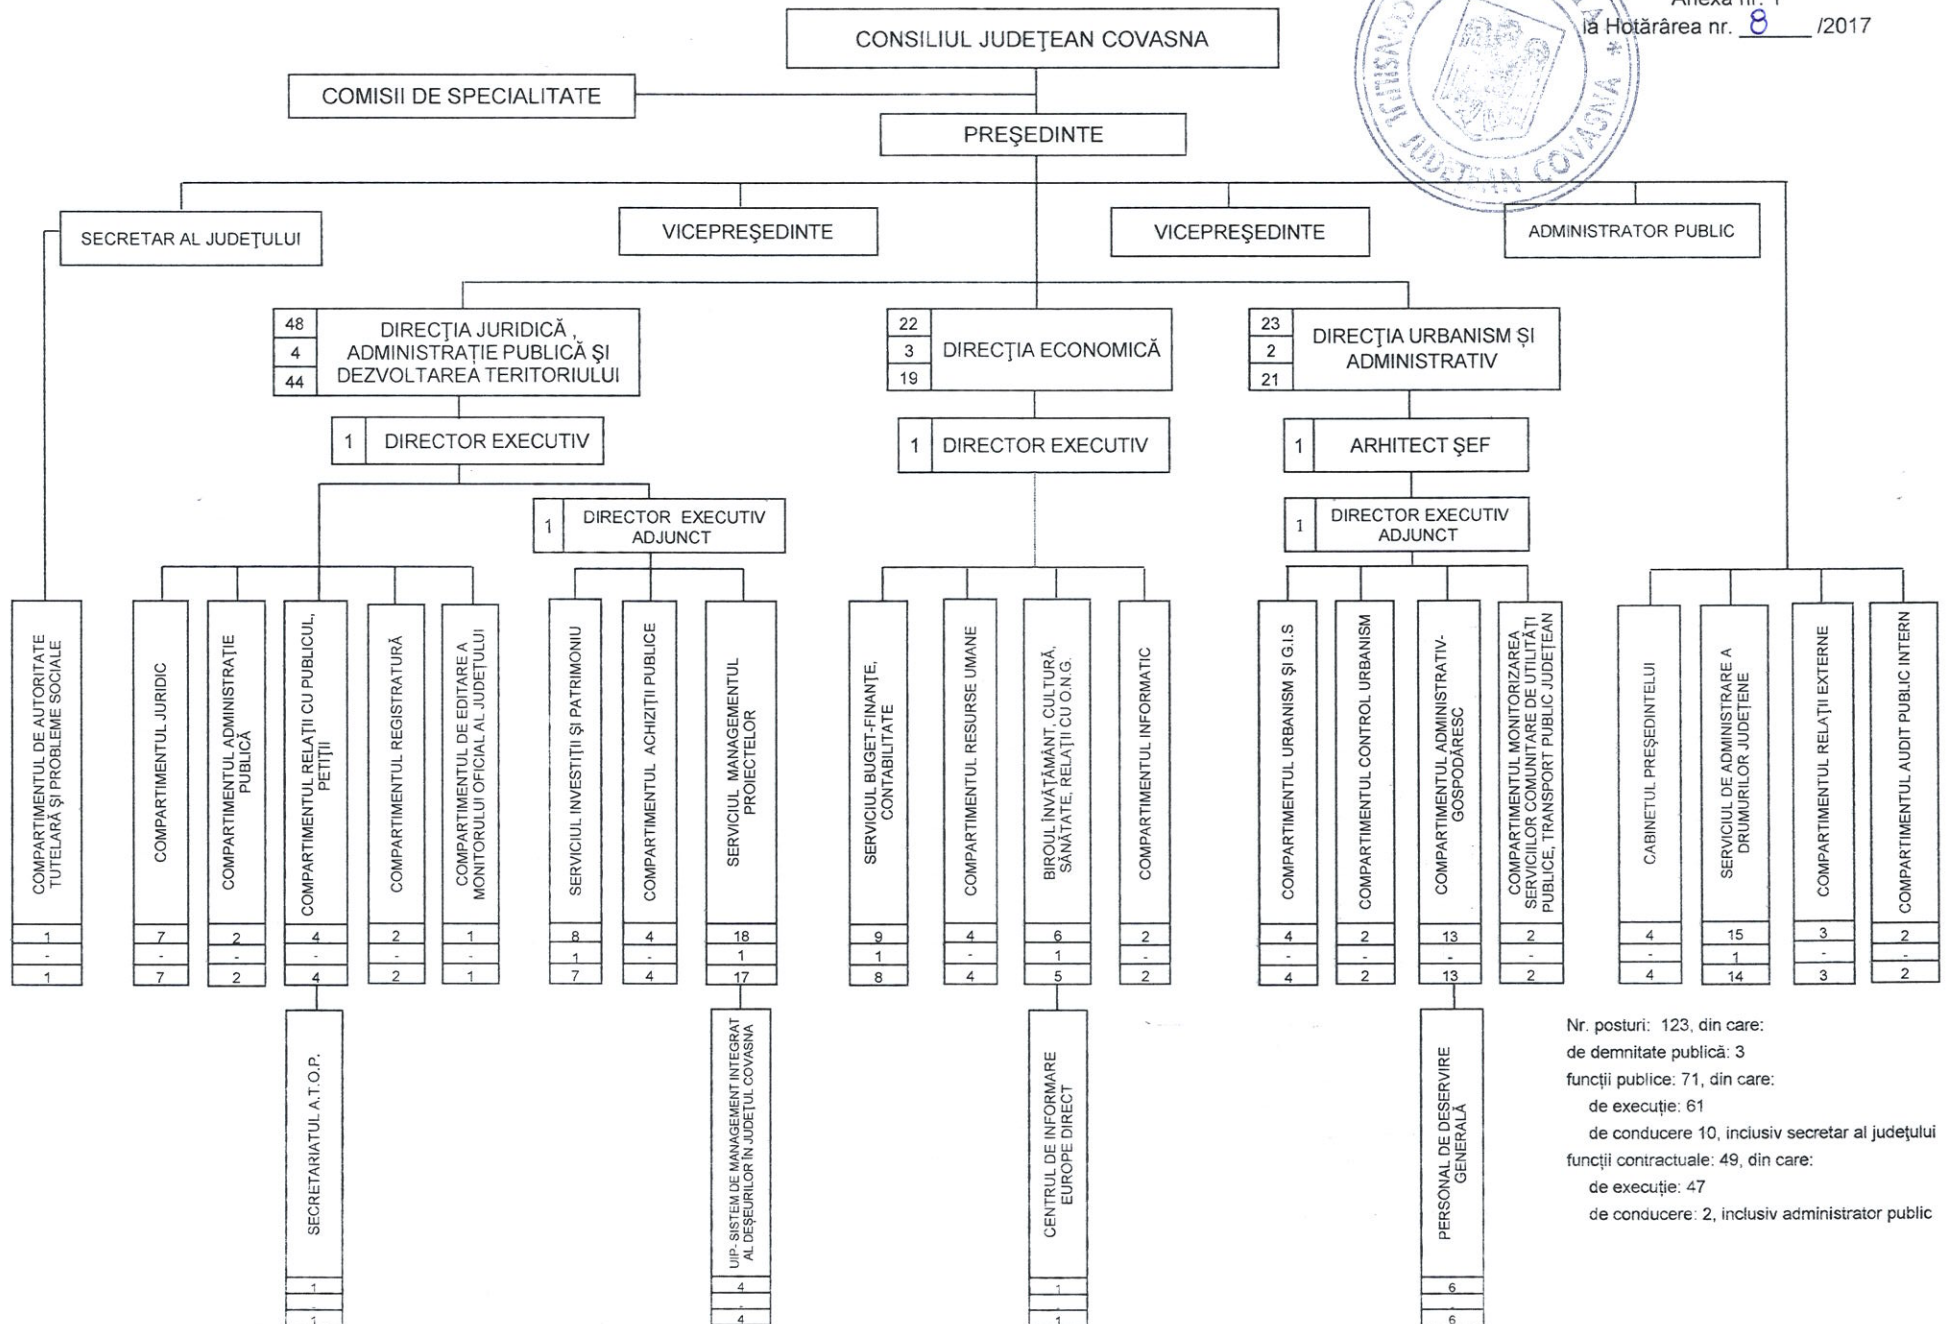 Anexa nr. 1
la Hotărârea nr. 8 /2017
CONSILIUL JUDEŢEAN COVASNA
CONSILIUL JUDEŢEAN COVASNA
COMISII DE SPECIALITATE
PREŞEDINTE
SECRETAR AL JUDEŢULUI
VICEPREŞEDINTE
VICEPREŞEDINTE
ADMINISTRATOR PUBLIC
48
4
44
DIRECŢIA JURIDICĂ ,
ADMINISTRAŢIE PUBLICĂ ŞI
DEZVOLTAREA TERITORIULUI
22
3
19
DIRECŢIA ECONOMICĂ
23
2
21
DIRECŢIA URBANISM ȘI
ADMINISTRATIV
1 DIRECTOR EXECUTIV
1 DIRECTOR EXECUTIV
1 ARHITECT ŞEF
1 DIRECTOR EXECUTIV
ADJUNCT
1 DIRECTOR EXECUTIV
ADJUNCT
COMPARTIMENTUL DE AUTORITATE
TUTELARĂ ŞI PROBLEME SOCIALE
1
-
1
COMPARTIMENTUL JURIDIC
7
-
7
COMPARTIMENTUL ADMINISTRAŢIE
PUBLICĂ
2
-
2
COMPARTIMENTUL RELAŢII CU PUBLICUL,
PETIŢII
4
-
4
COMPARTIMENTUL REGISTRATURĂ
2
-
2
COMPARTIMENTUL DE EDITARE A
MONITORULUI OFICIAL AL JUDEŢULUI
1
-
1
SERVICIUL INVESTIŢII ŞI PATRIMONIU
8
1
7
COMPARTIMENTUL ACHIZIŢII PUBLICE
4
-
4
SERVICIUL MANAGEMENTUL
PROIECTELOR
18
1
17
SERVICIUL BUGET-FINANŢE,
CONTABILITATE
9
1
8
COMPARTIMENTUL RESURSE UMANE
4
-
4
BIROUL ÎNVĂŢĂMÂNT, CULTURĂ,
SĂNĂTATE, RELAŢII CU O.N.G.
6
1
5
COMPARTIMENTUL INFORMATIC
2
-
2
COMPARTIMENTUL URBANISM ŞI G.I.S
4
-
4
COMPARTIMENTUL CONTROL URBANISM
2
-
2
COMPARTIMENTUL ADMINISTRATIV-
GOSPODĂRESC
13
-
13
COMPARTIMENTUL MONITORIZAREA
SERVICIILOR COMUNITARE DE UTILITĂŢI
PUBLICE, TRANSPORT PUBLIC JUDEŢEAN
2
-
2
CABINETUL PREŞEDINTELUI
4
-
4
SERVICIUL DE ADMINISTRARE A
DRUMURILOR JUDEŢENE
15
1
14
COMPARTIMENTUL RELAŢII EXTERNE
3
-
3
COMPARTIMENTUL AUDIT PUBLIC INTERN
2
-
2
SECRETARIATUL A.T.O.P.
1
-
1
UIP- SISTEM DE MANAGEMENT INTEGRAT
AL DEŞEURILOR ÎN JUDEŢUL COVASNA
4
-
4
CENTRUL DE INFORMARE
EUROPE DIRECT
1
-
1
PERSONAL DE DESERVIRE
GENERALĂ
6
-
6
Nr. posturi: 123, din care:
de demnitate publică: 3
funcții publice: 71, din care:
de execuție: 61
de conducere 10, inclusiv secretar al județului
funcții contractuale: 49, din care:
de execuție: 47
de conducere: 2, inclusiv administrator public